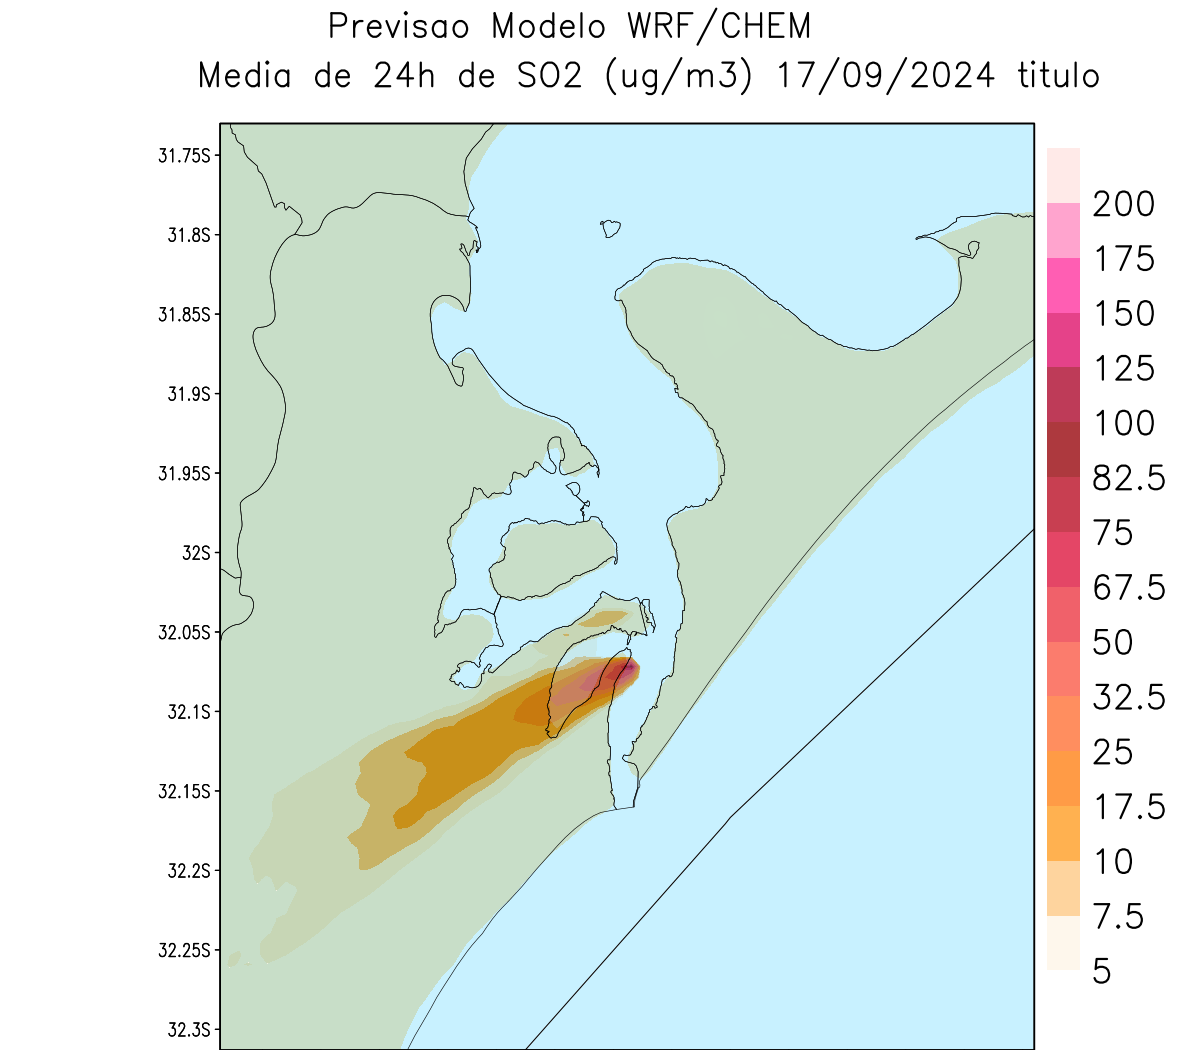 Previsao Modelo WRF/CHEM
Media de 24h de SO2 (ug/m3) 17/09/2024 titulo
31.75S
31.8S
31.85S
31.9S
31.95S
32S
32.05S
32.1S
32.15S
32.2S
32.25S
32.3S
200
175
150
125
100
82.5
75
67.5
50
32.5
25
17.5
10
7.5
5